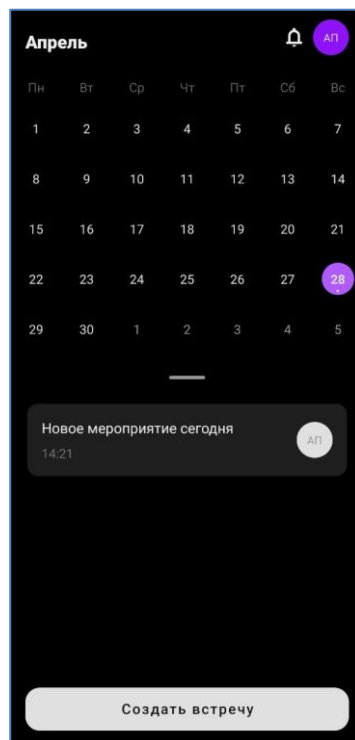 Апрель АП
Пн Вт Ср Чт Пт Сб Вс
1 2 3 4 5 6 7
8 9 10 11 12 13 14
15 16 17 18 19 20 21
22 23 24 25 26 27 28
29 30 1 2 3 4 5
Новое мероприятие сегодня
14:21 АП
Создать встречу